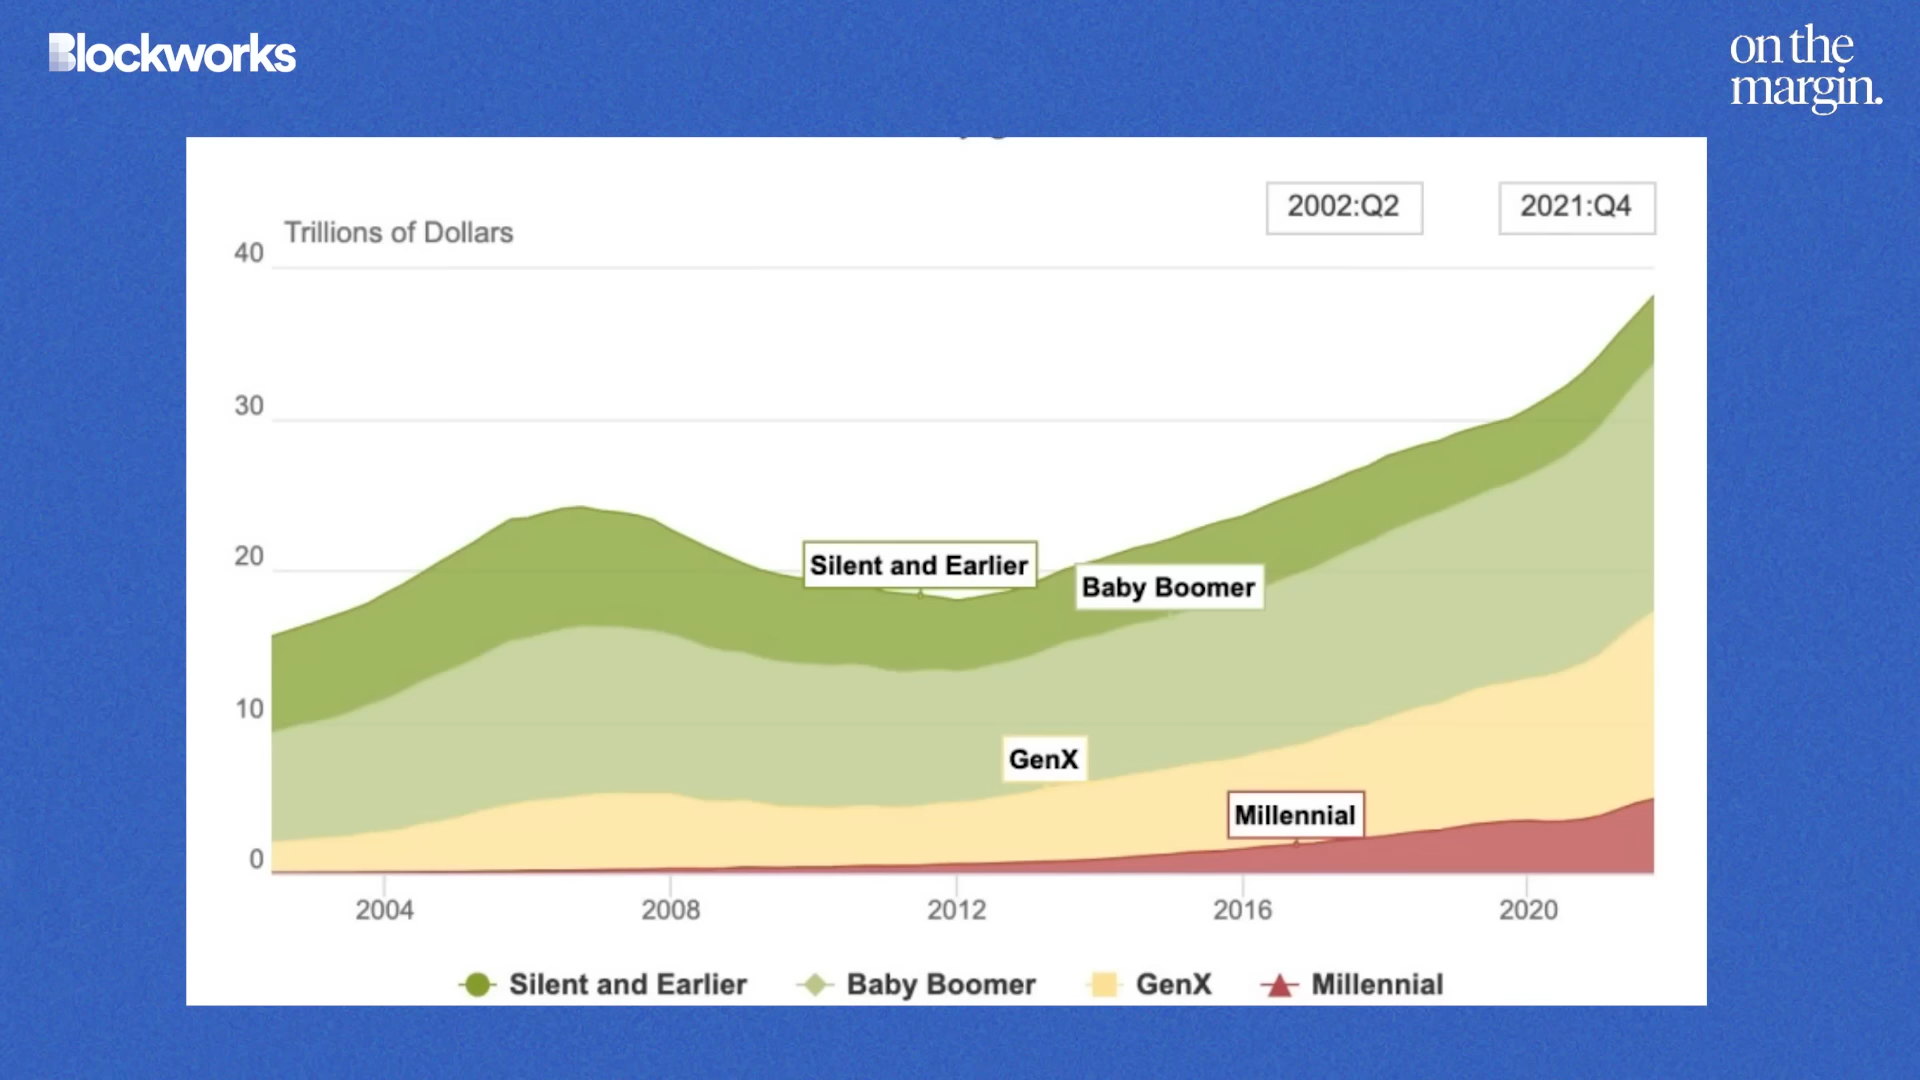 Blockworks
on the
margin.
2002:Q2
2021:Q4
Trillions of Dollars
40
30
20
10
0
Silent and Earlier
Baby Boomer
GenX
Millennial
2004
2008
2012
2016
2020
Silent and Earlier
Baby Boomer
GenX
Millennial